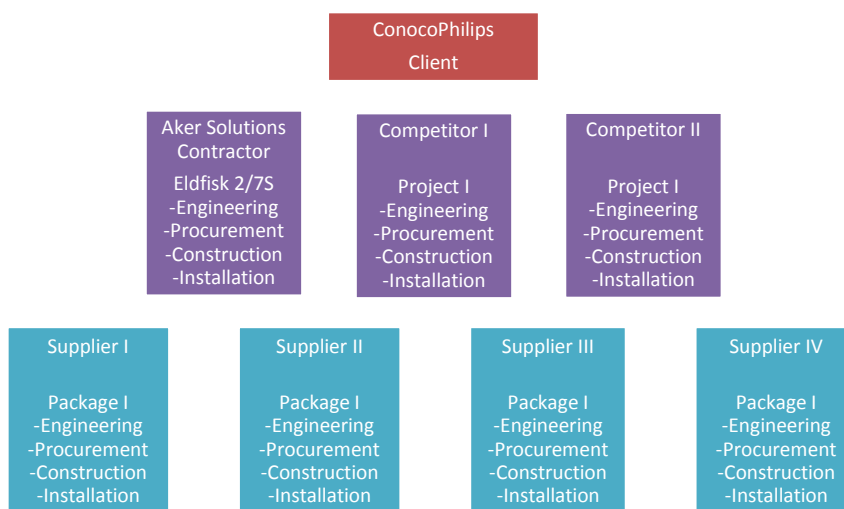 ConocoPhilips
Client
Aker Solutions
Contractor
Eldfisk 2/7S
-Engineering
-Procurement
-Construction
-Installation
Competitor I
Project I
-Engineering
-Procurement
-Construction
-Installation
Competitor II
Project I
-Engineering
-Procurement
-Construction
-Installation
Supplier I
Package I
-Engineering
-Procurement
-Construction
-Installation
Supplier II
Package I
-Engineering
-Procurement
-Construction
-Installation
Supplier III
Package I
-Engineering
-Procurement
-Construction
-Installation
Supplier IV
Package I
-Engineering
-Procurement
-Construction
-Installation